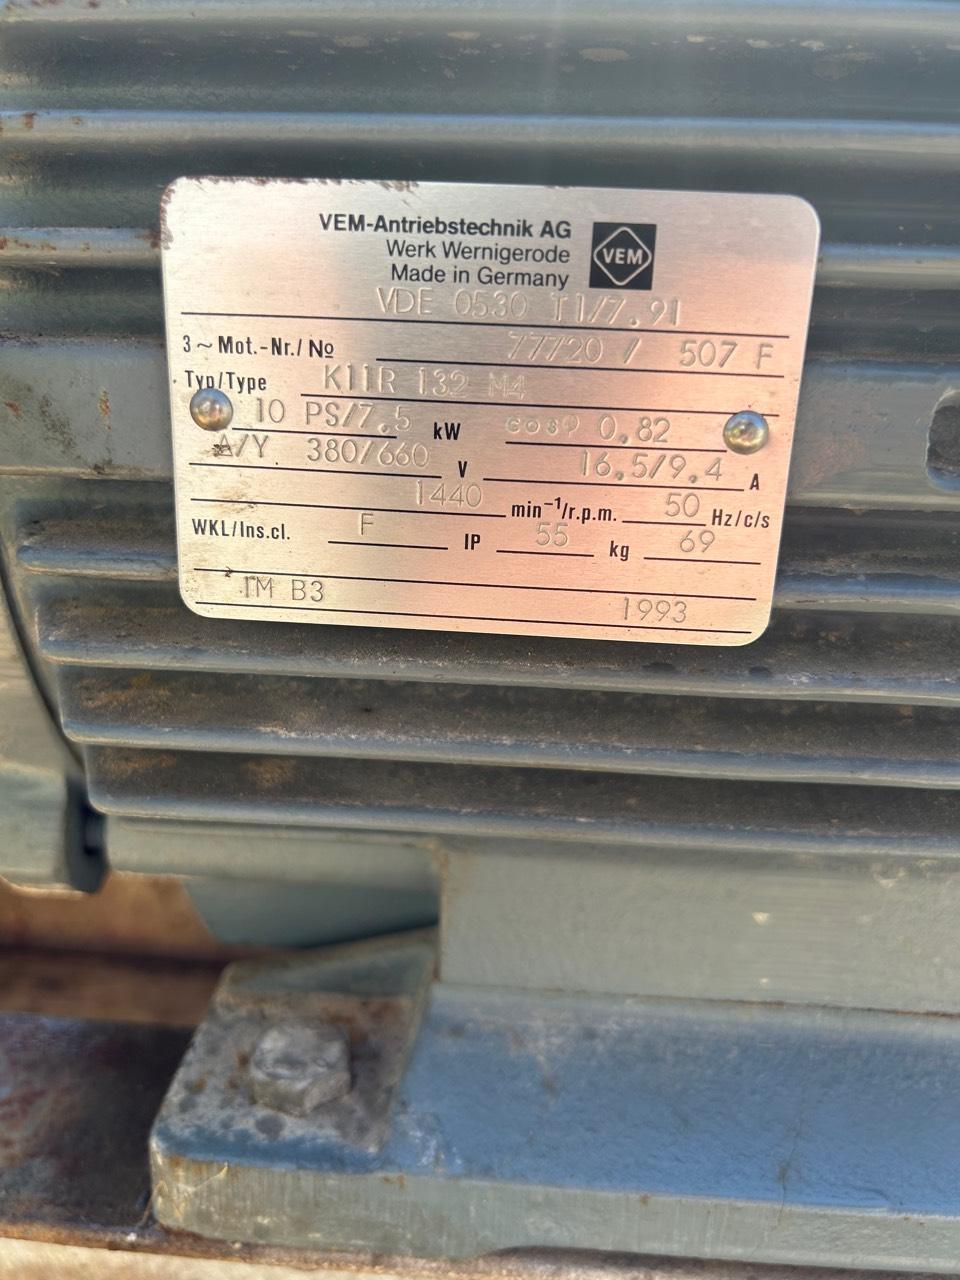 VEM-Antriebstechnik AG
Werk Wernigerode
Made in Germany
VEM
VDE 0530 T1/7.91
3 ~ Mot.-Nr./ No 77720 / 507 F
Typ/Type K11R 132 M4
10 PS/7.5 kW cosφ 0,82
Δ/Y 380/660 V 16,5/9,4 A
1440 min⁻¹/r.p.m. 50 Hz/c/s
WKL/Ins.cl. F IP 55 kg 69
IM B3 1993